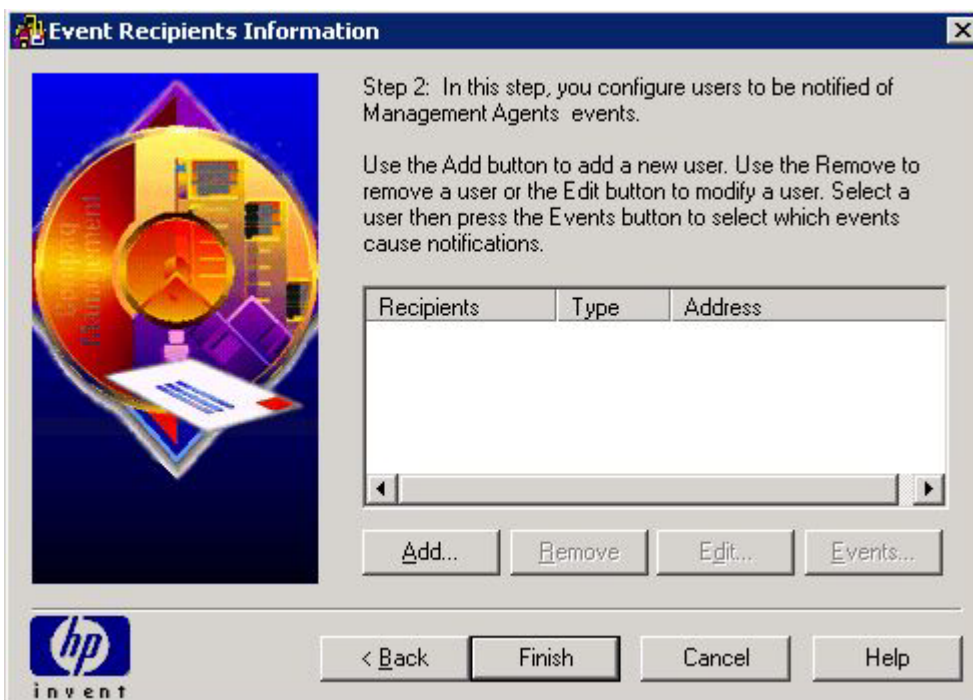 Event Recipients Information
Step 2: In this step, you configure users to be notified of
Management Agents events.
Use the Add button to add a new user. Use the Remove to
remove a user or the Edit button to modify a user. Select a
user then press the Events button to select which events
cause notifications.
Compaq
Management
Recipients Type Address
Add... Remove Edit... Events...
hp
invent
< Back Finish Cancel Help